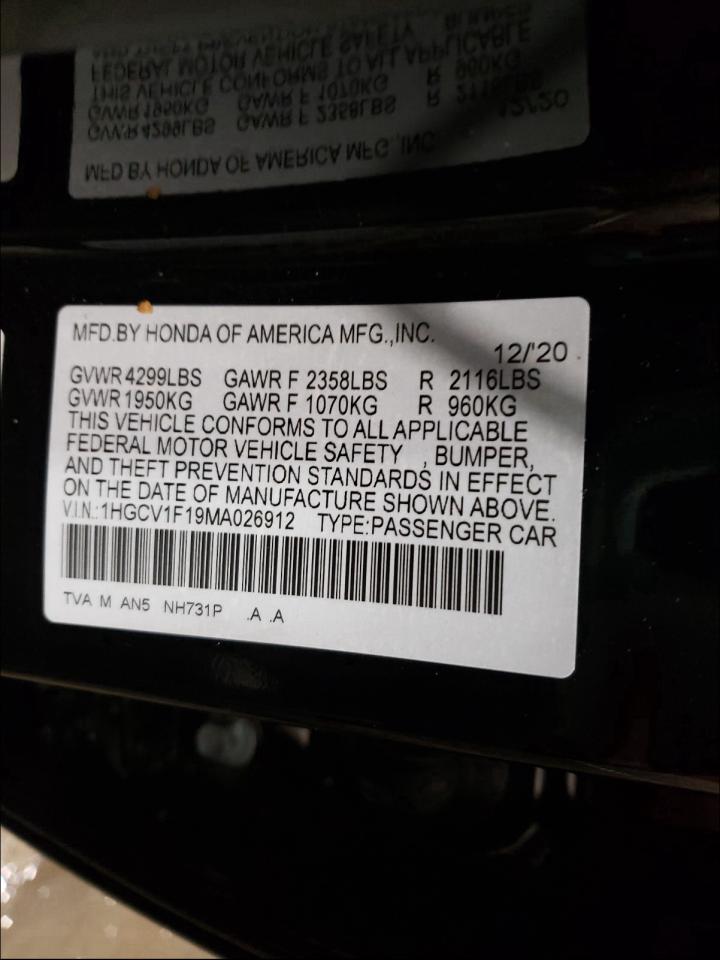 MFD.BY HONDA OF AMERICA MFG.,INC.
12/'20
GVWR 4299LBS GAWR F 2358LBS R 2116LBS
GVWR 1950KG GAWR F 1070KG R 960KG
THIS VEHICLE CONFORMS TO ALL APPLICABLE
FEDERAL MOTOR VEHICLE SAFETY , BUMPER,
AND THEFT PREVENTION STANDARDS IN EFFECT
ON THE DATE OF MANUFACTURE SHOWN ABOVE.
V.I.N.:1HGCV1F19MA026912 TYPE:PASSENGER CAR
TVA M AN5 NH731P .A .A